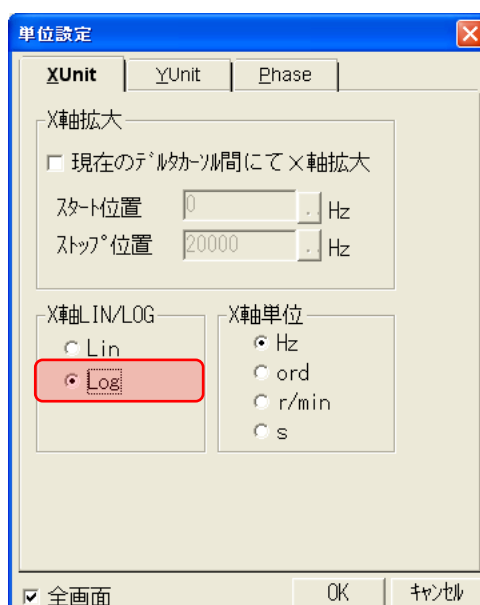 単位設定
XUnit YUnit Phase
X軸拡大
現在のﾃﾞﾙﾀｶｰｿﾙ間にてX軸拡大
ｽﾀｰﾄ位置 0 .. Hz
ｽﾄｯﾌﾟ位置 20000 .. Hz
X軸LIN/LOG
Lin
Log
X軸単位
Hz
ord
r/min
s
全画面 OK ｷｬﾝｾﾙ